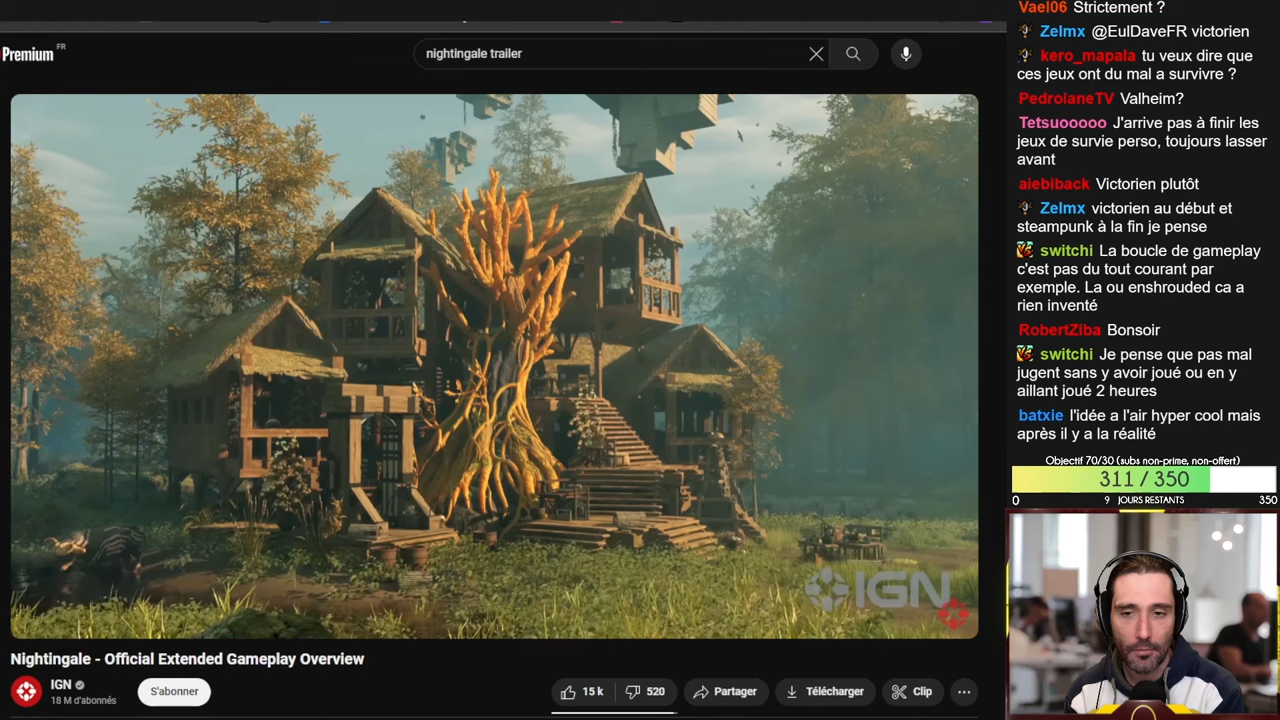 Premium FR
nightingale trailer
IGN
Nightingale - Official Extended Gameplay Overview
IGN
18 M d'abonnés
S'abonner
15 k
520
Partager
Télécharger
Clip
Vael06 Strictement ?
Zelmx @EulDaveFR victorien
kero_mapala tu veux dire que
ces jeux ont du mal a survivre ?
PedrolaneTV Valheim?
Tetsuooooo J'arrive pas à finir les
jeux de survie perso, toujours lasser
avant
alebiback Victorien plutôt
Zelmx victorien au début et
steampunk à la fin je pense
switchi La boucle de gameplay
c'est pas du tout courant par
exemple. La ou enshrouded ca a
rien inventé
RobertZiba Bonsoir
switchi Je pense que pas mal
jugent sans y avoir joué ou en y
aillant joué 2 heures
batxie l'idée a l'air hyper cool mais
après il y a la réalité
Objectif 70/30 (subs non-prime, non-offert)
311 / 350
0 9 JOURS RESTANTS 350